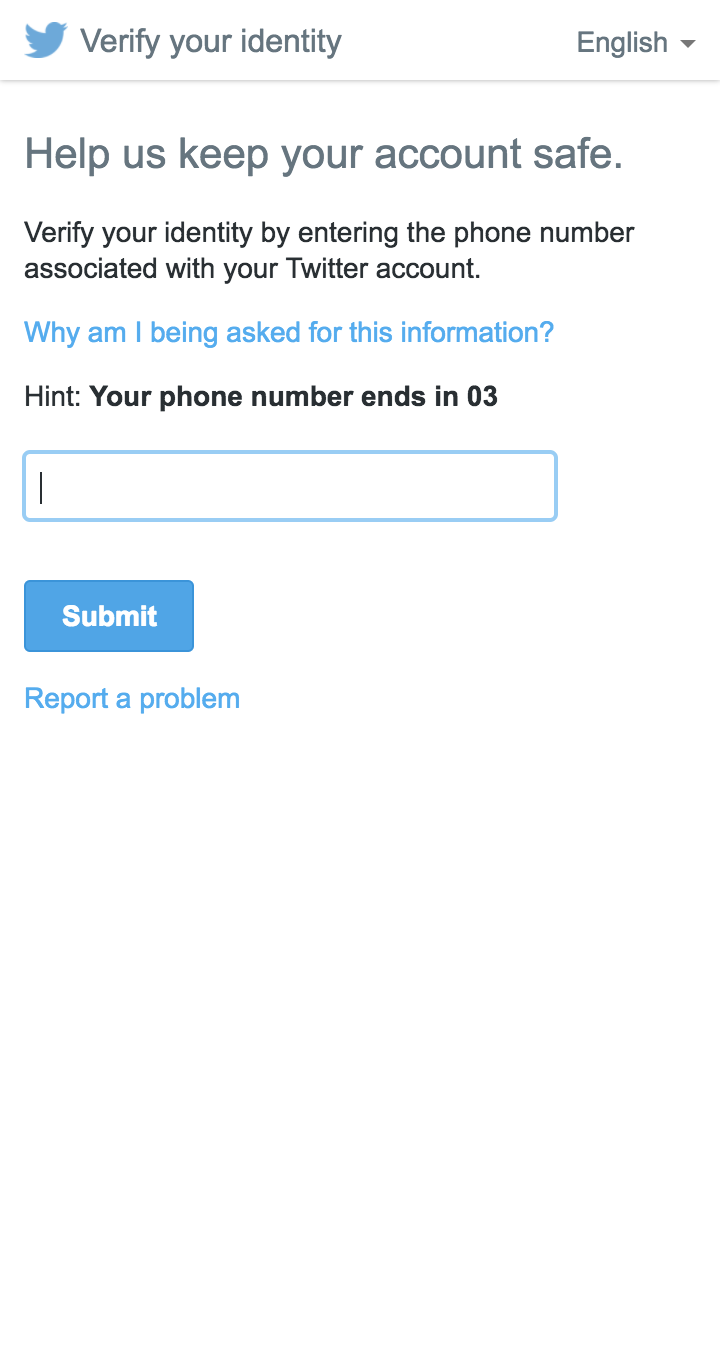 Verify your identity
English
Help us keep your account safe.
Verify your identity by entering the phone number
associated with your Twitter account.
Why am I being asked for this information?
Hint: Your phone number ends in 03
Submit
Report a problem